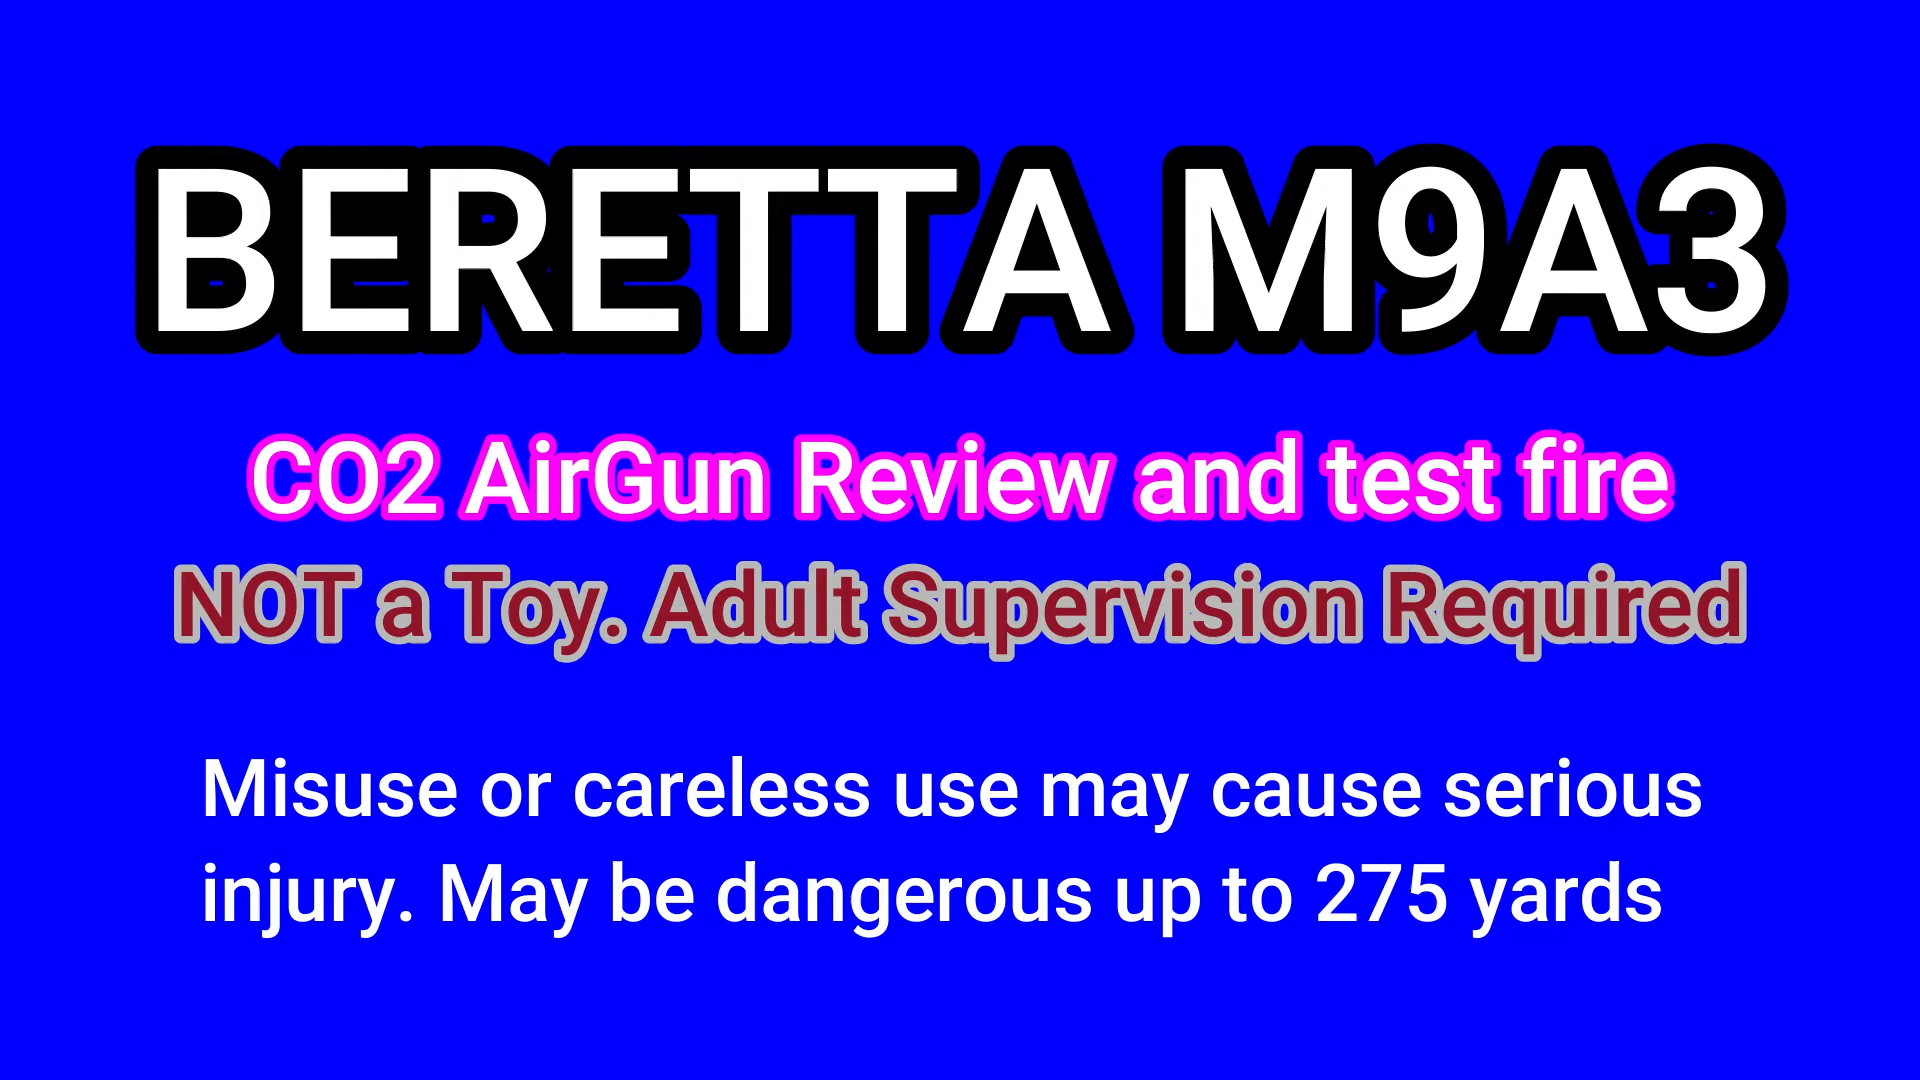 BERETTA M9A3
CO2 AirGun Review and test fire
NOT a Toy. Adult Supervision Required
Misuse or careless use may cause serious
injury. May be dangerous up to 275 yards